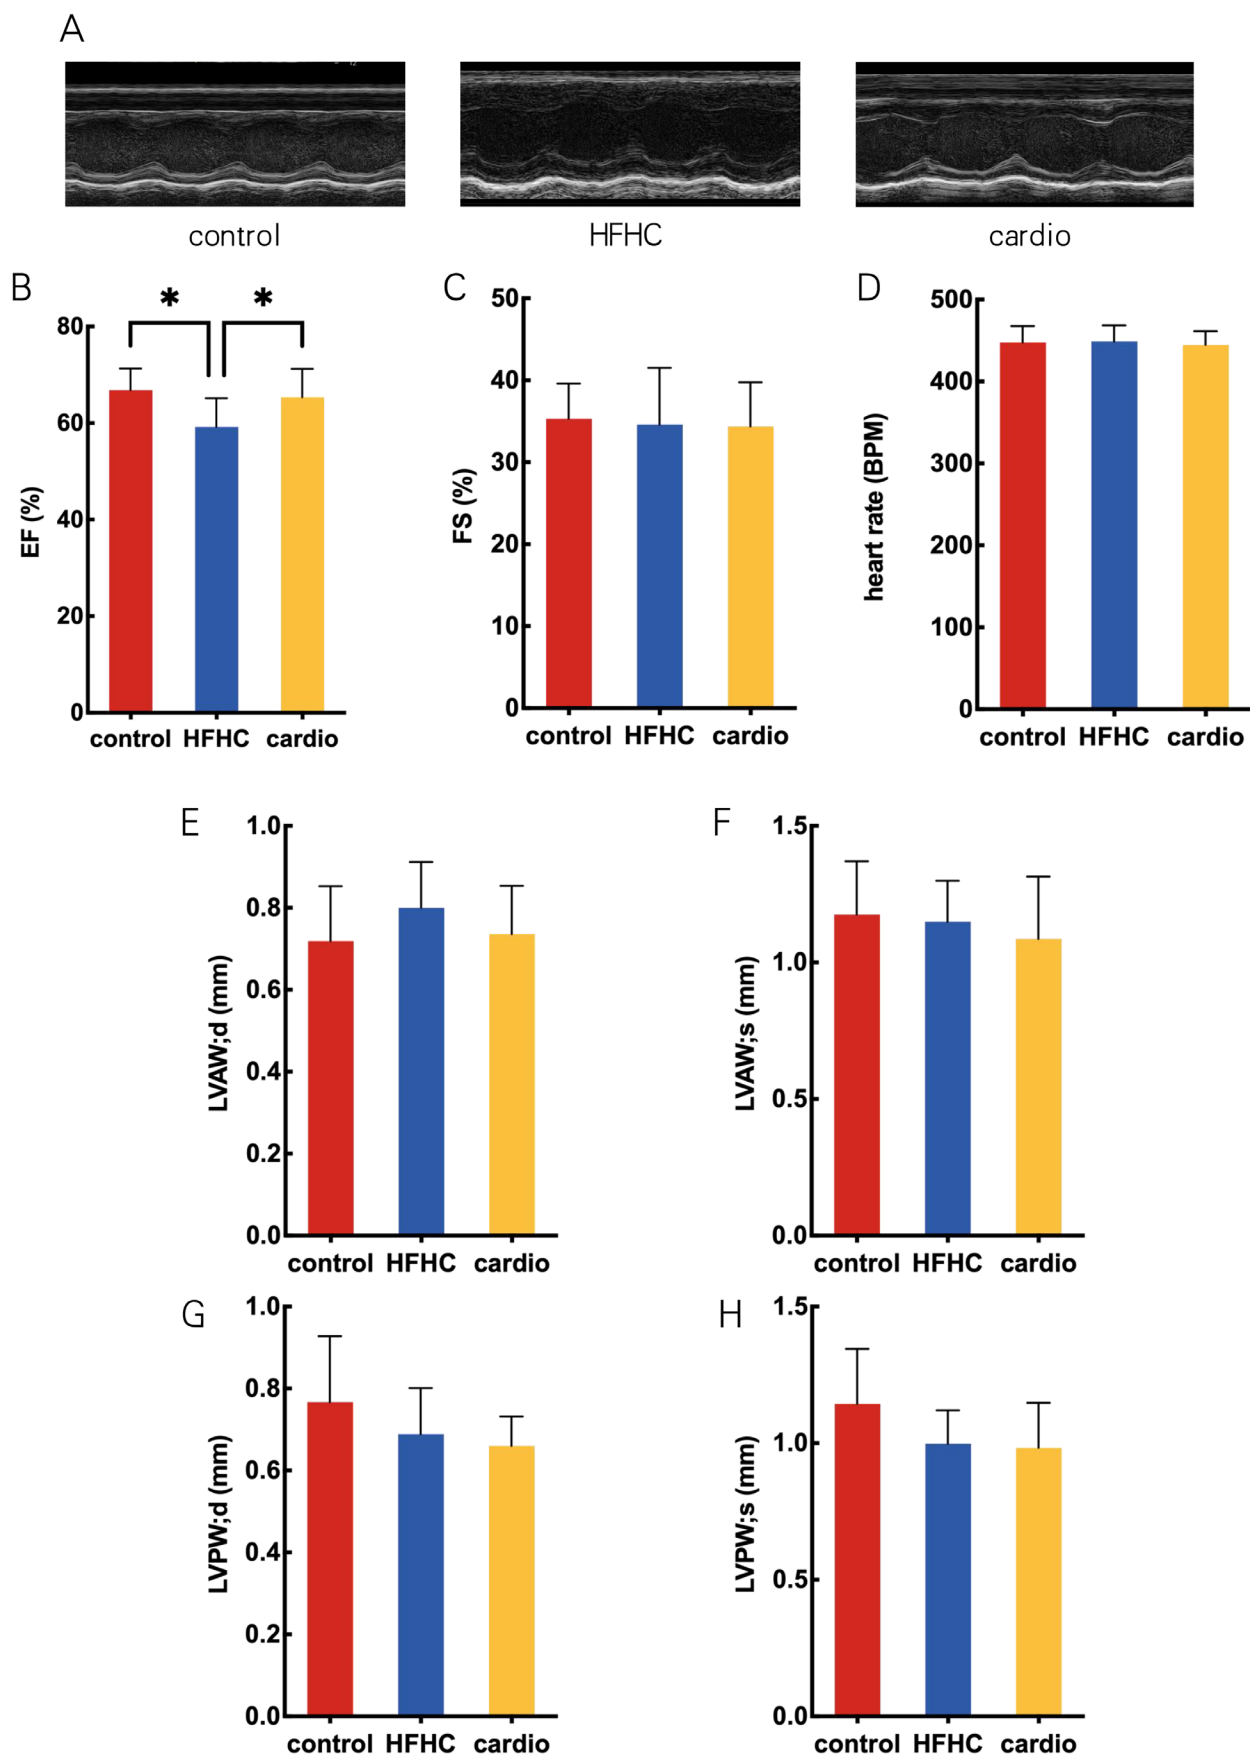 A
control
HFHC
cardio
B
EF (%)
80
60
40
20
0
* *
control HFHC cardio
C
FS (%)
50
40
30
20
10
0
control HFHC cardio
D
heart rate (BPM)
500
400
300
200
100
0
control HFHC cardio
E
LVAW;d (mm)
1.0
0.8
0.6
0.4
0.2
0.0
control HFHC cardio
F
LVAW;s (mm)
1.5
1.0
0.5
0.0
control HFHC cardio
G
LVPW;d (mm)
1.0
0.8
0.6
0.4
0.2
0.0
control HFHC cardio
H
LVPW;s (mm)
1.5
1.0
0.5
0.0
control HFHC cardio